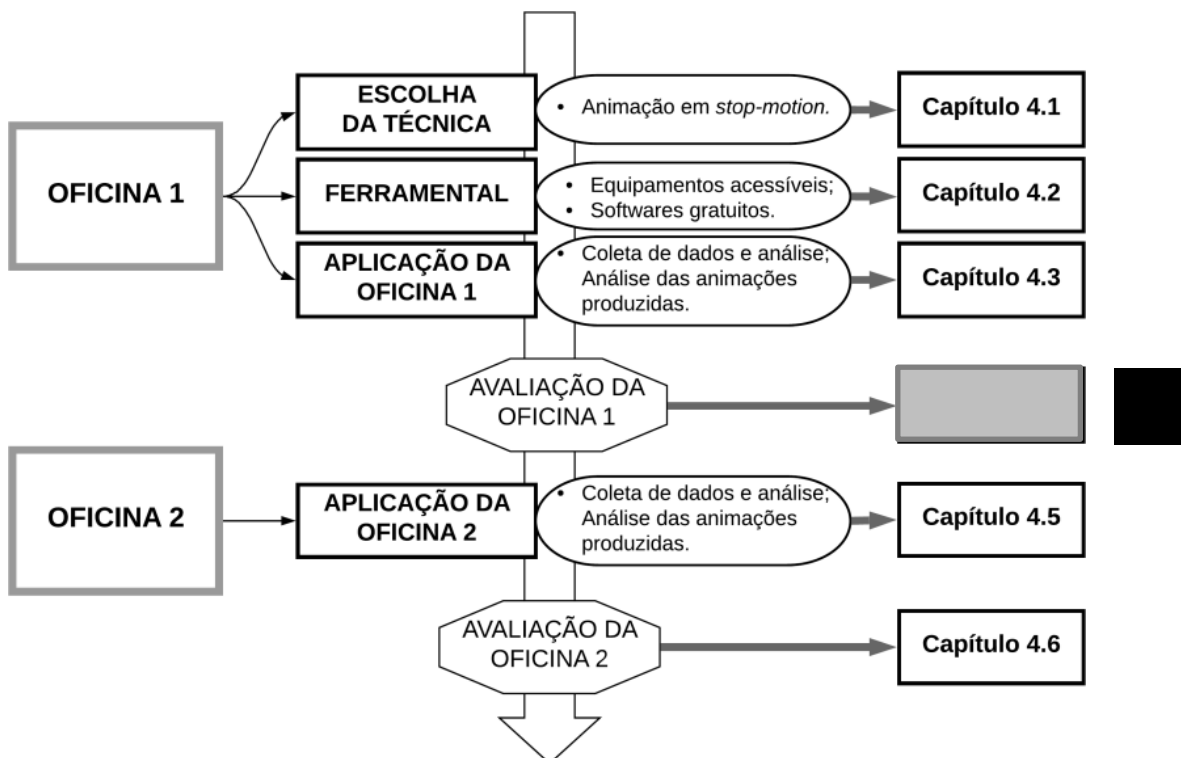 ESCOLHA
DA TÉCNICA
• Animação em stop-motion.
Capítulo 4.1
OFICINA 1
FERRAMENTAL
• Equipamentos acessíveis;
• Softwares gratuitos.
Capítulo 4.2
APLICAÇÃO DA
OFICINA 1
• Coleta de dados e análise;
Análise das animações
produzidas.
Capítulo 4.3
AVALIAÇÃO DA
OFICINA 1
OFICINA 2
APLICAÇÃO DA
OFICINA 2
• Coleta de dados e análise;
Análise das animações
produzidas.
Capítulo 4.5
AVALIAÇÃO DA
OFICINA 2
Capítulo 4.6